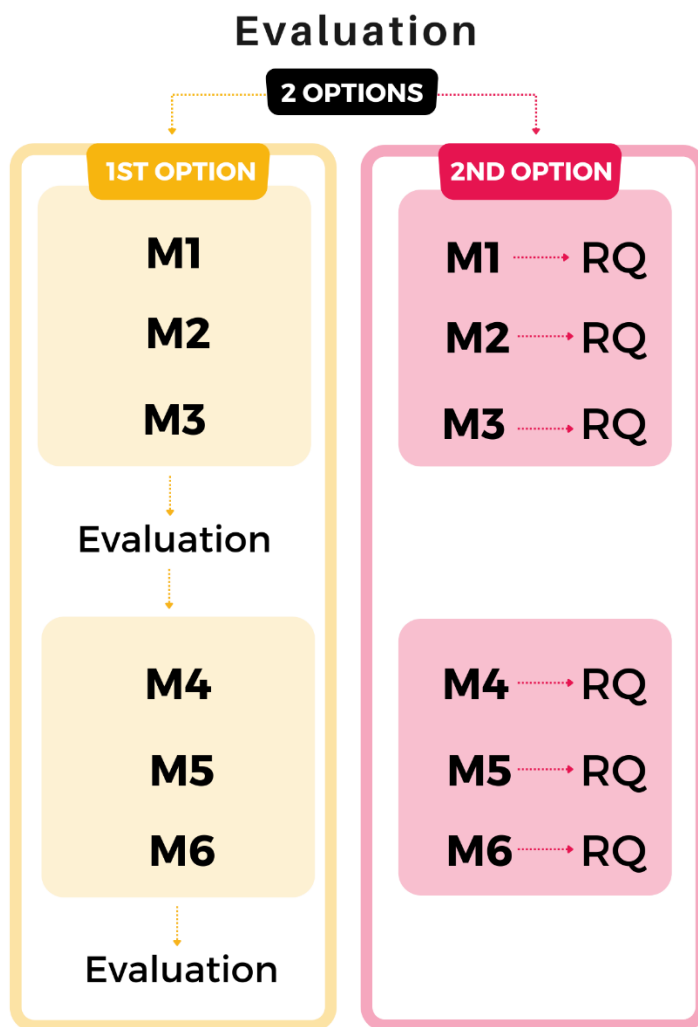 Evaluation
2 OPTIONS
1ST OPTION
M1
M2
M3
Evaluation
M4
M5
M6
Evaluation
2ND OPTION
M1 RQ
M2 RQ
M3 RQ
M4 RQ
M5 RQ
M6 RQ